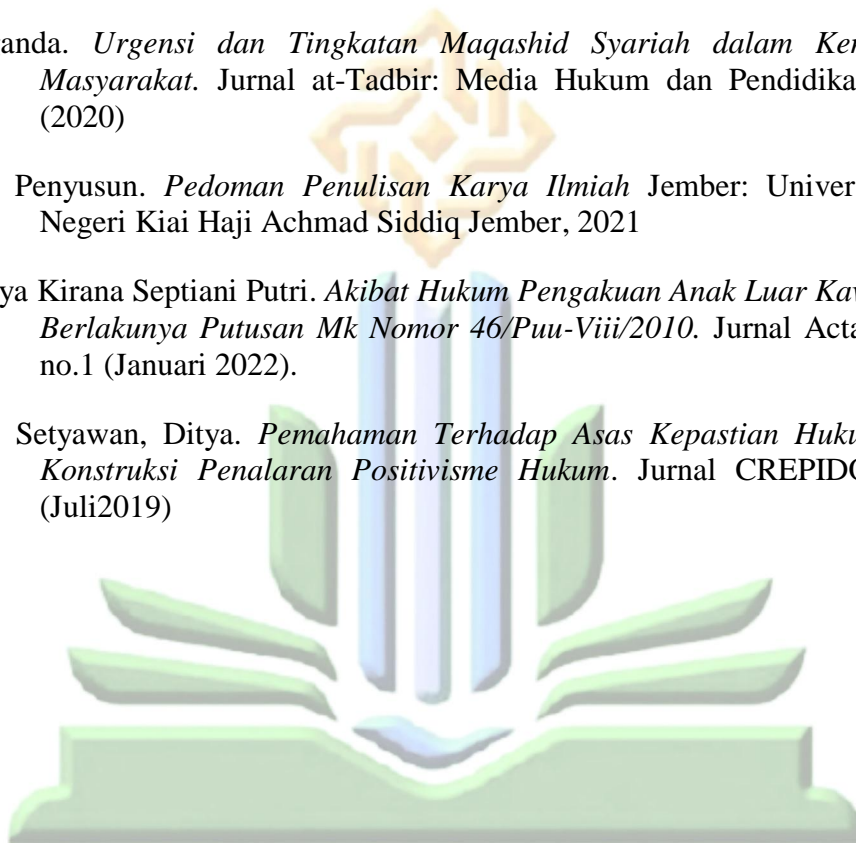 anda. Urgensi dan Tingkatan Maqashid Syariah dalam Ke
Masyarakat. Jurnal at-Tadbir: Media Hukum dan Pendidika
(2020)
Penyusun. Pedoman Penulisan Karya Ilmiah Jember: Univer
Negeri Kiai Haji Achmad Siddiq Jember, 2021
ya Kirana Septiani Putri. Akibat Hukum Pengakuan Anak Luar Ka
Berlakunya Putusan Mk Nomor 46/Puu-Viii/2010. Jurnal Acta
no.1 (Januari 2022).
Setyawan, Ditya. Pemahaman Terhadap Asas Kepastian Huku
Konstruksi Penalaran Positivisme Hukum. Jurnal CREPIDO
(Juli2019)